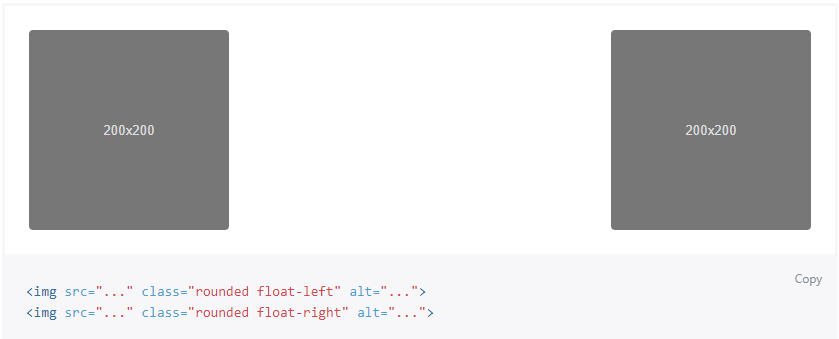 200x200 200x200
Copy
<img src="..." class="rounded float-left" alt="...">
<img src="..." class="rounded float-right" alt="...">